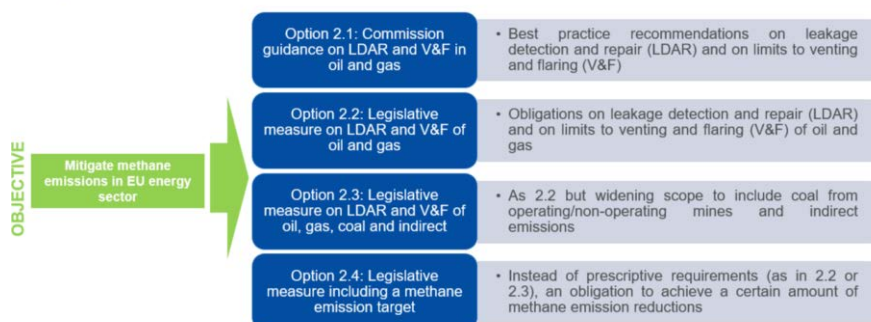 OBJECTIVE
Mitigate methane
emissions in EU energy
sector
Option 2.1: Commission
guidance on LDAR and V&F in
oil and gas
• Best practice recommendations on leakage
detection and repair (LDAR) and on limits to venting
and flaring (V&F)
Option 2.2: Legislative
measure on LDAR and V&F of
oil and gas
• Obligations on leakage detection and repair (LDAR)
and on limits to venting and flaring (V&F) of oil and
gas
Option 2.3: Legislative
measure on LDAR and V&F of
oil, gas, coal and indirect
• As 2.2 but widening scope to include coal from
operating/non-operating mines and indirect
emissions
Option 2.4: Legislative
measure including a methane
emission target
• Instead of prescriptive requirements (as in 2.2 or
2.3), an obligation to achieve a certain amount of
methane emission reductions